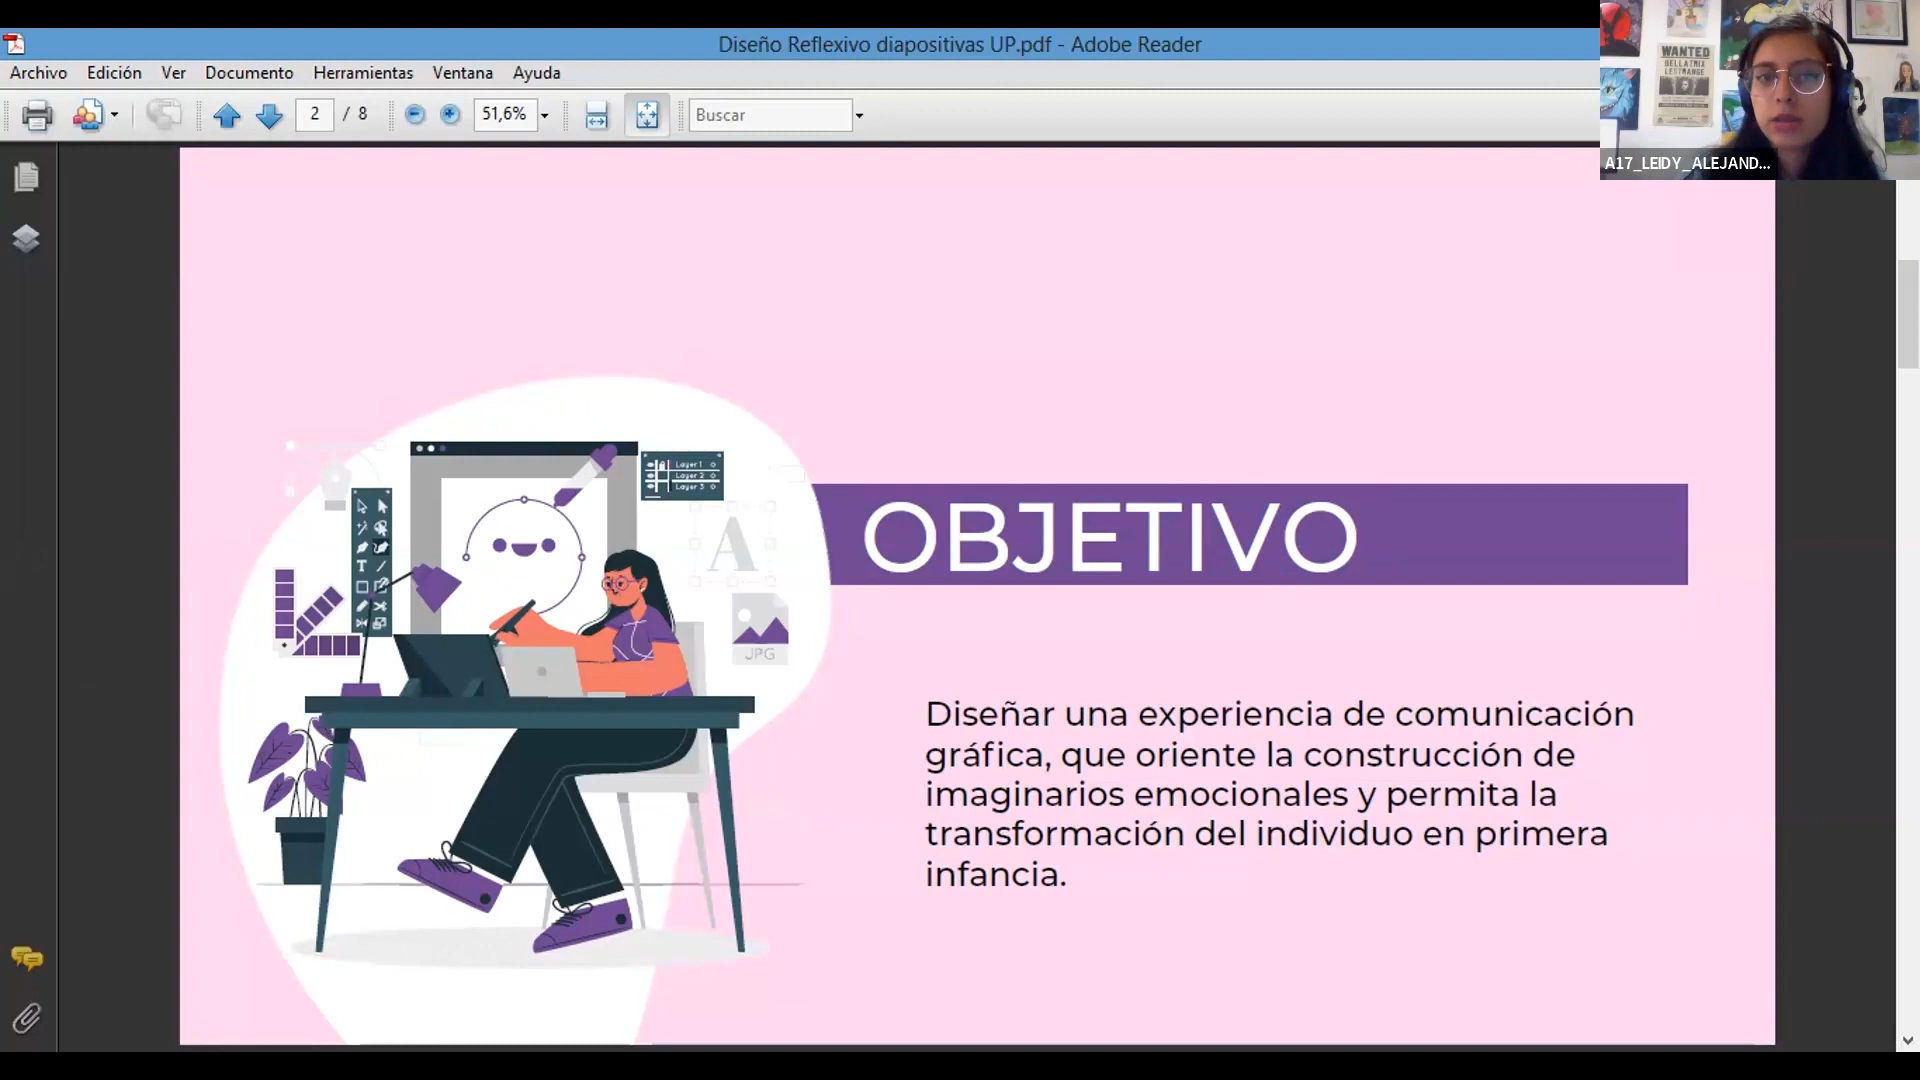 Diseño Reflexivo diapositivas UP.pdf - Adobe Reader
Archivo Edición Ver Documento Herramientas Ventana Ayuda
2 / 8 51,6% Buscar
WANTED
BELLATRIX
LESTRANGE
A17_LEIDY_ALEJAND...
Layer 1
Layer 2
Layer 3
T
A
JPG
OBJETIVO
Diseñar una experiencia de comunicación
gráfica, que oriente la construcción de
imaginarios emocionales y permita la
transformación del individuo en primera
infancia.